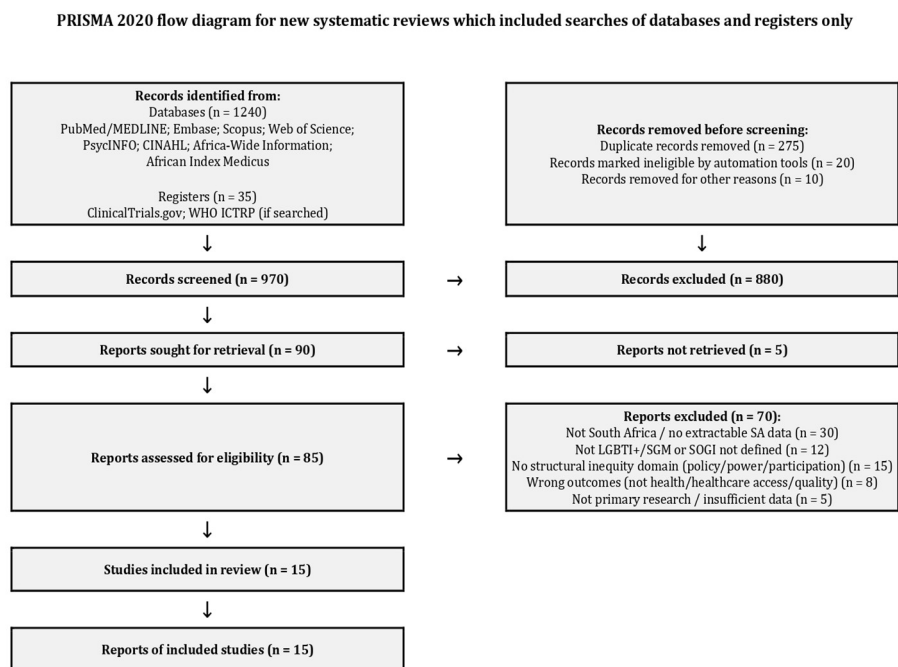 PRISMA 2020 flow diagram for new systematic reviews which included searches of databases and registers only
Records identified from:
Databases (n = 1240)
PubMed/MEDLINE; Embase; Scopus; Web of Science;
PsycINFO; CINAHL; Africa-Wide Information;
African Index Medicus
Registers (n = 35)
ClinicalTrials.gov; WHO ICTRP (if searched)
Records removed before screening:
Duplicate records removed (n = 275)
Records marked ineligible by automation tools (n = 20)
Records removed for other reasons (n = 10)
Records screened (n = 970)
Records excluded (n = 880)
Reports sought for retrieval (n = 90)
Reports not retrieved (n = 5)
Reports assessed for eligibility (n = 85)
Reports excluded (n = 70):
Not South Africa / no extractable SA data (n = 30)
Not LGBTI+/SGM or SOGI not defined (n = 12)
No structural inequity domain (policy/power/participation) (n = 15)
Wrong outcomes (not health/healthcare access/quality) (n = 8)
Not primary research / insufficient data (n = 5)
Studies included in review (n = 15)
Reports of included studies (n = 15)